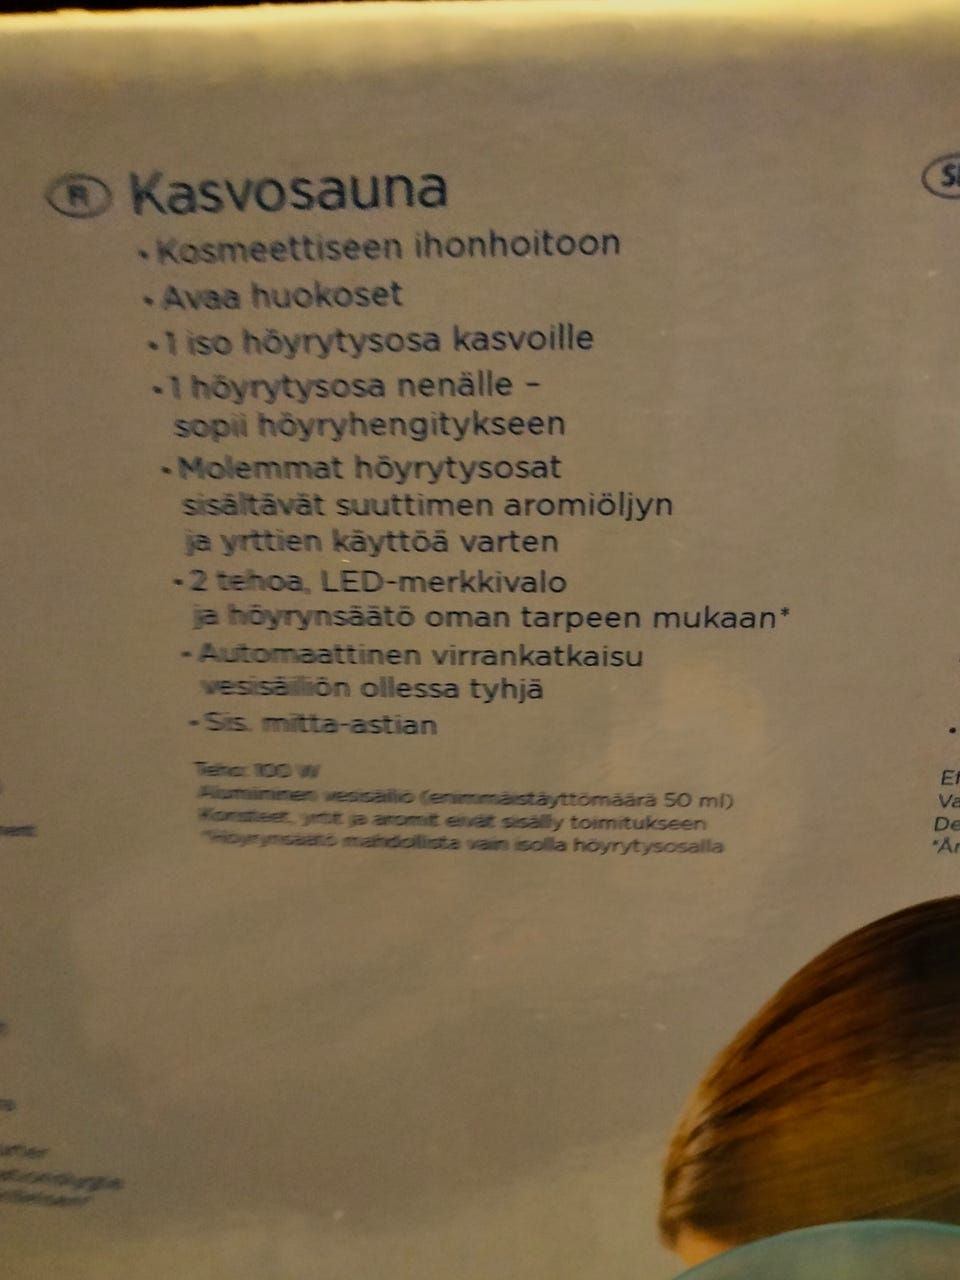 FI Kasvosauna
• Kosmeettiseen ihonhoitoon
• Avaa huokoset
• 1 iso höyrytysosa kasvoille
• 1 höyrytysosa nenälle –
sopii höyryhengitykseen
• Molemmat höyrytysosat
sisältävät suuttimen aromiöljyn
ja yrttien käyttöä varten
• 2 tehoa, LED-merkkivalo
ja höyrynsäätö oman tarpeen mukaan*
• Automaattinen virrankatkaisu
vesisäiliön ollessa tyhjä
• Sis. mitta-astian
Teho: 100 W
Alumiininen vesisäiliö (enimmäistäyttömäärä 50 ml)
yrtit ja aromit eivät sisälly toimitukseen
*Höyrynsäätö mahdollista vain isolla höyrytysosalla